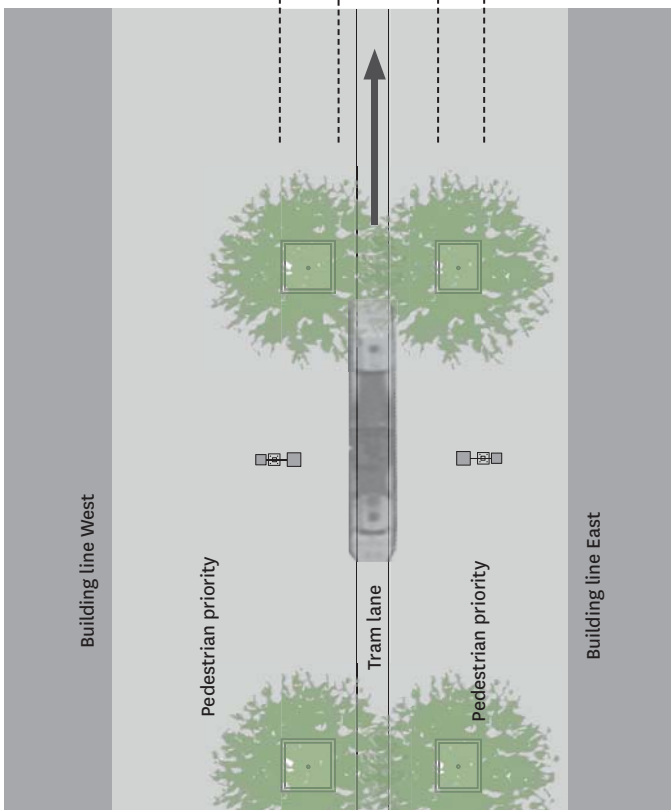 Building line West
Pedestrian priority
Tram lane
Pedestrian priority
Building line East